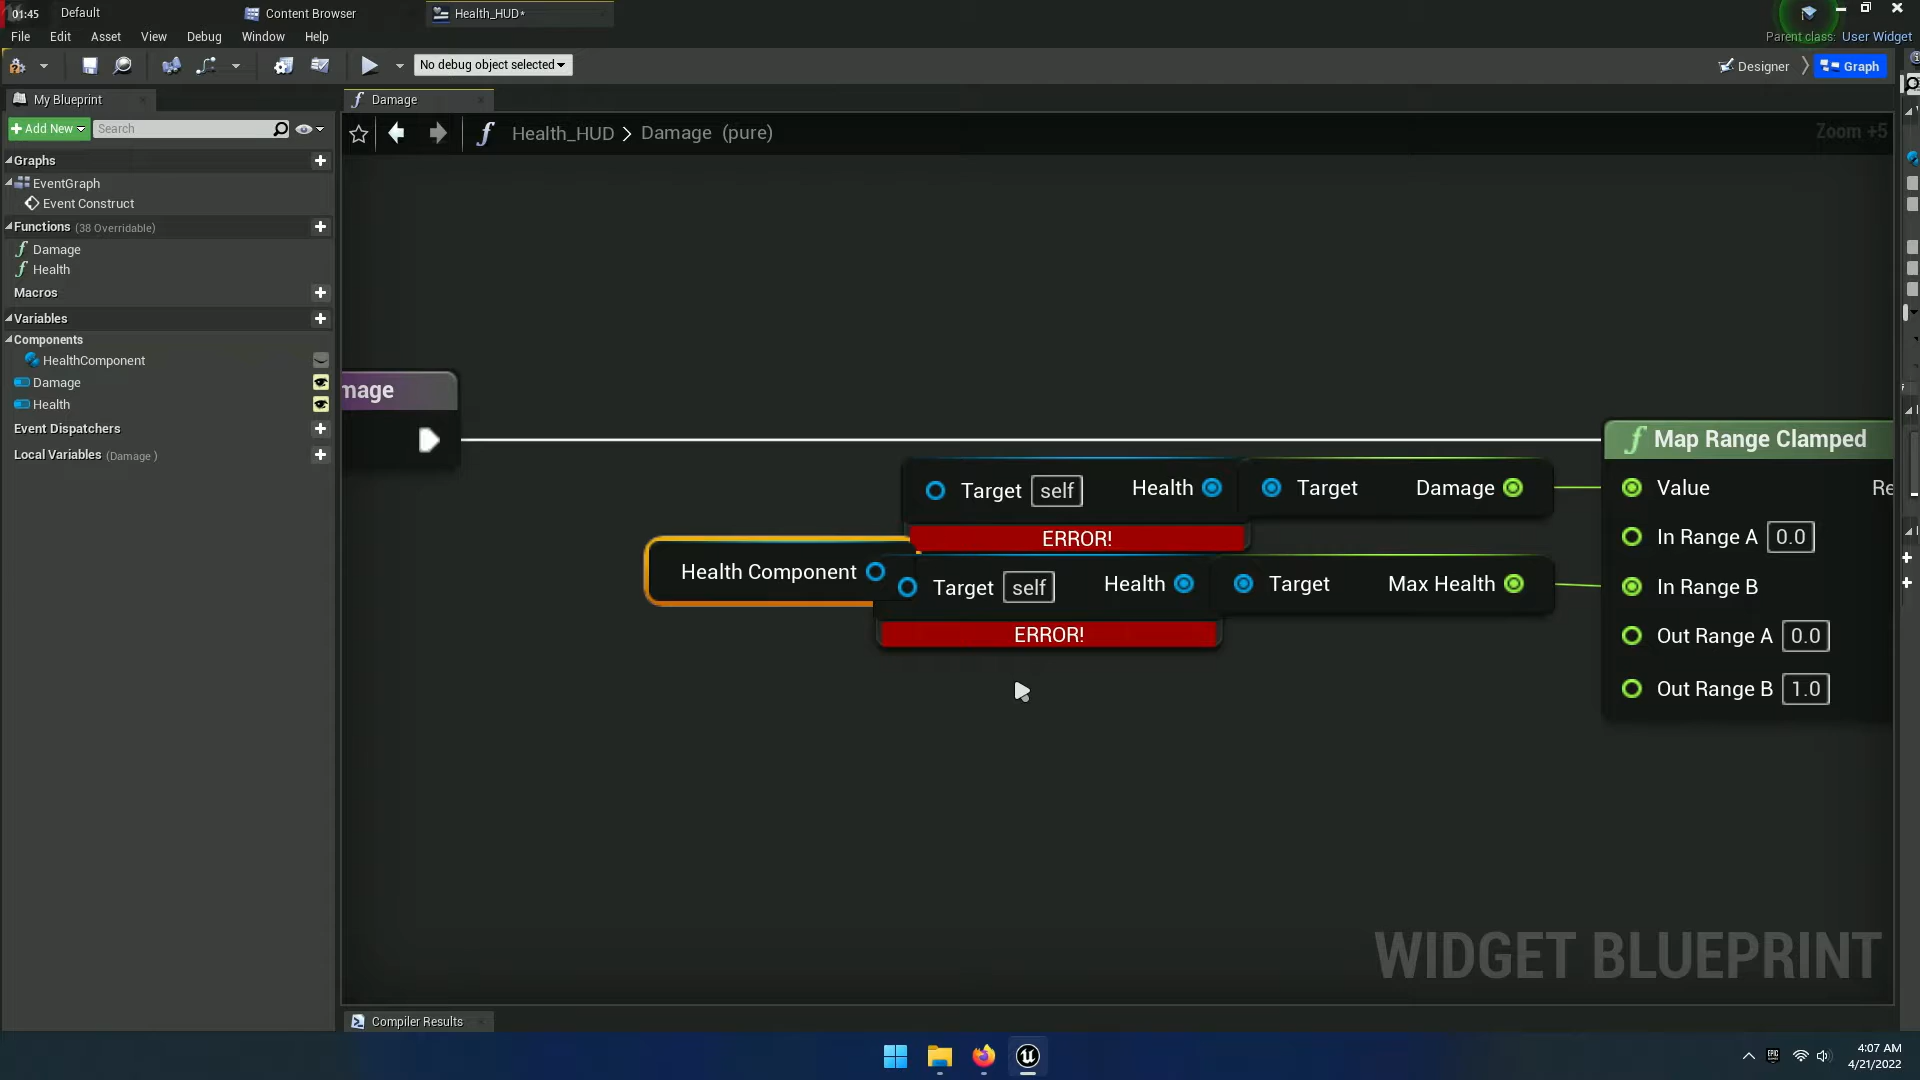 01:45
Default
Content Browser
Health_HUD*
Parent class: User Widget
File Edit Asset View Debug Window Help
No debug object selected
Designer
Graph
My Blueprint
Damage
Add New
Search
Health_HUD > Damage (pure)
Zoom +5
Graphs
EventGraph
Event Construct
Functions (38 Overridable)
Damage
Health
Macros
Variables
Components
HealthComponent
Damage
Health
Event Dispatchers
Local Variables (Damage )
mage
Map Range Clamped
Target self Health
Target Damage
Value
Re
ERROR!
In Range A 0.0
Health Component
Target self Health
Target Max Health
In Range B
ERROR!
Out Range A 0.0
Out Range B 1.0
WIDGET BLUEPRINT
Compiler Results
EPIC
4:07 AM
4/21/2022